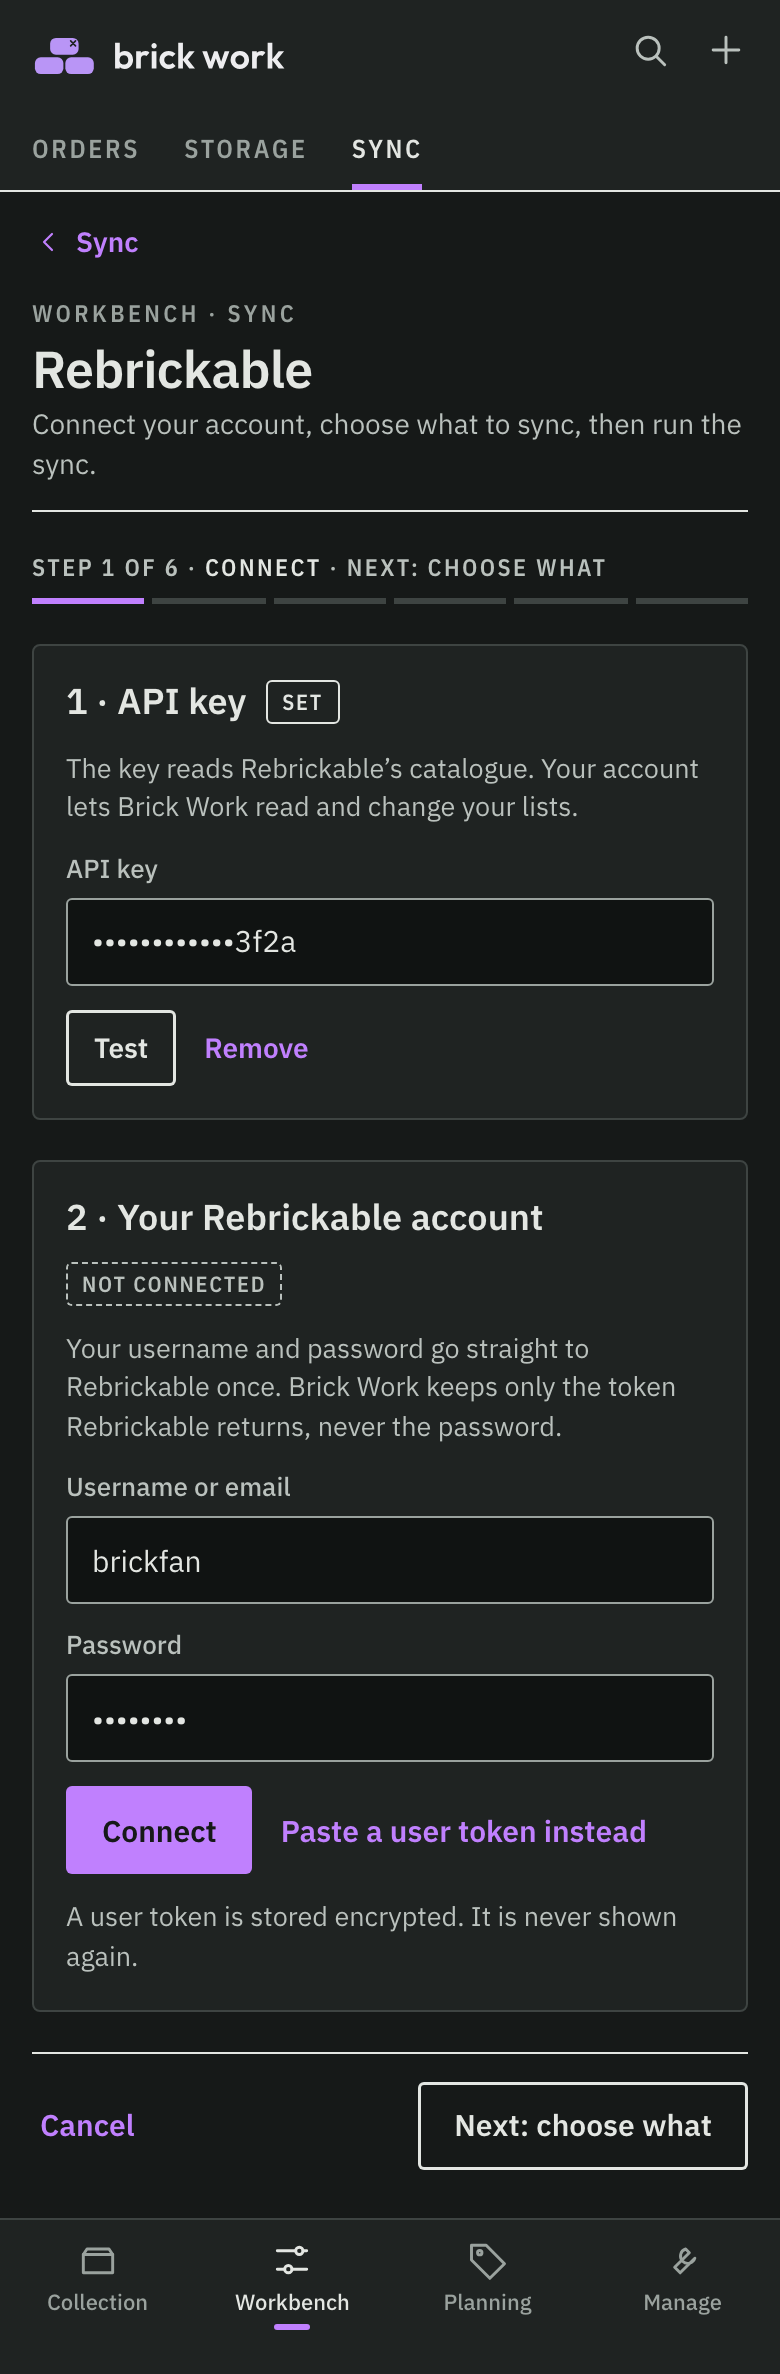 brick work
ORDERS STORAGE SYNC
Sync
WORKBENCH · SYNC
Rebrickable
Connect your account, choose what to sync, then run the
sync.
STEP 1 OF 6 · CONNECT · NEXT: CHOOSE WHAT
1 · API key SET
The key reads Rebrickable’s catalogue. Your account
lets Brick Work read and change your lists.
API key
••••••••••••3f2a
Test Remove
2 · Your Rebrickable account
NOT CONNECTED
Your username and password go straight to
Rebrickable once. Brick Work keeps only the token
Rebrickable returns, never the password.
Username or email
brickfan
Password
••••••••
Connect Paste a user token instead
A user token is stored encrypted. It is never shown
again.
Cancel Next: choose what
Collection Workbench Planning Manage